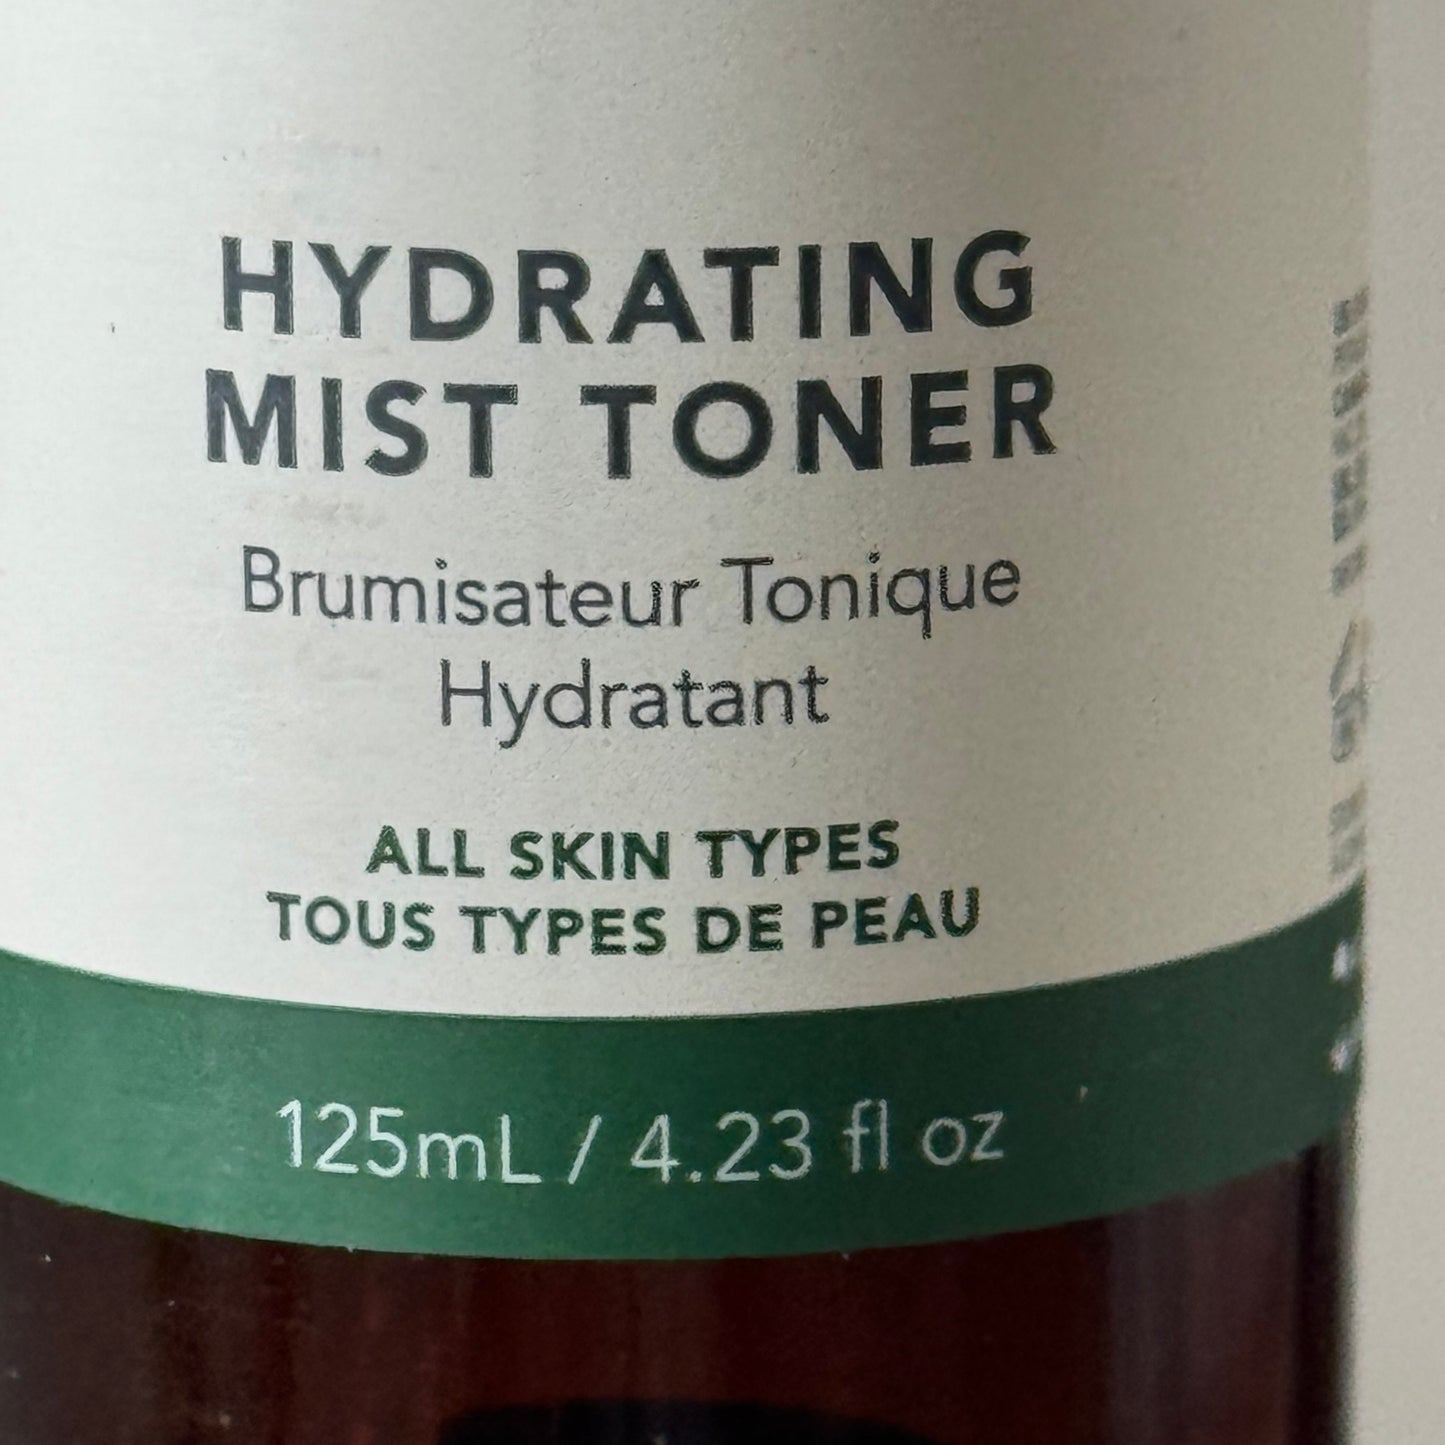 HYDRATING
MIST TONER
Brumisateur Tonique
Hydratant
ALL SKIN TYPES
TOUS TYPES DE PEAU
125mL / 4.23 fl oz